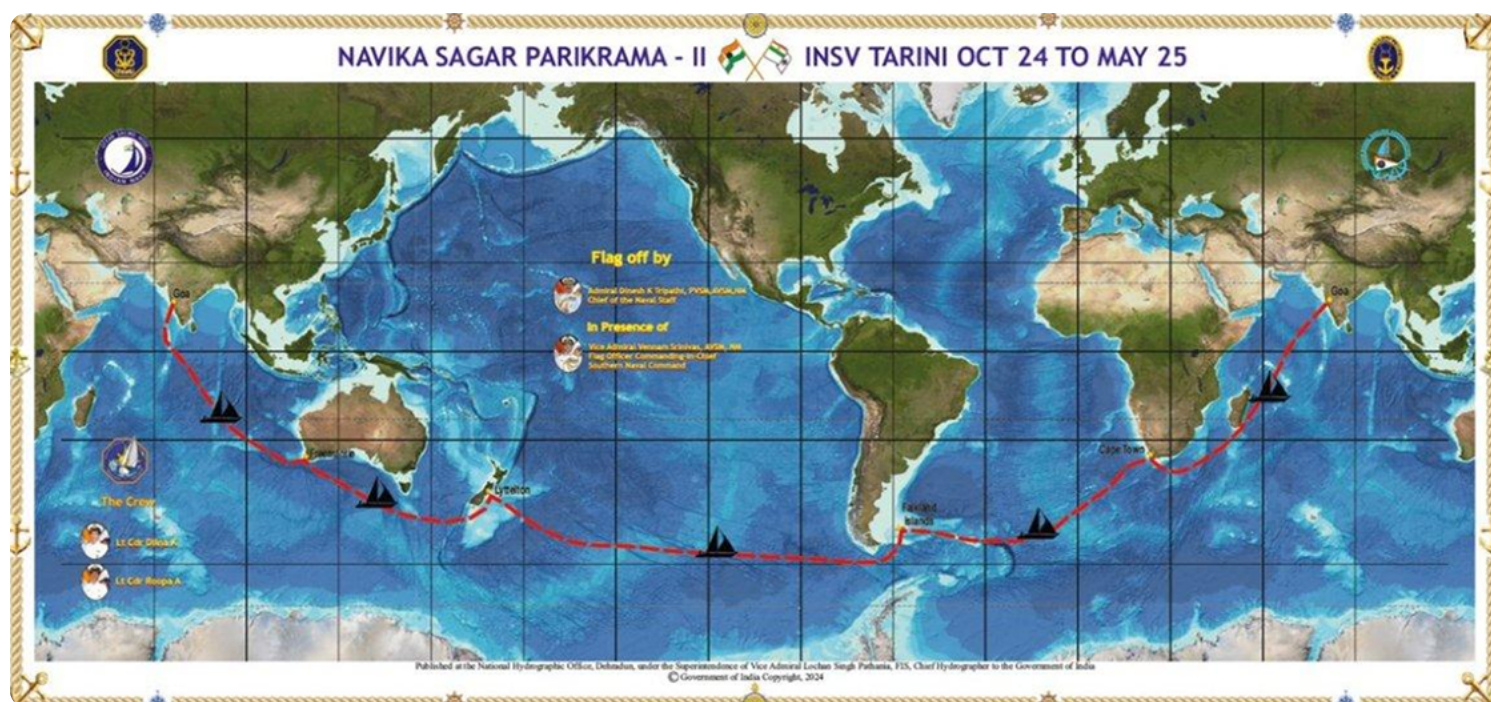 NAVIKA SAGAR PARIKRAMA - II INSV TARINI OCT 24 TO MAY 25
Flag off by
Admiral Dinesh K Tripathi, PVSM, AVSM, NM
Chief of the Naval Staff
In Presence of
Vice Admiral Vennam Srinivas, AVSM, NM
Flag Officer Commanding-in-Chief
Southern Naval Command
Goa
Goa
Fremantle
Lyttelton
Falkland
Islands
Cape Town
The Crew
Lt Cdr Dilna K
Lt Cdr Roopa A
Published at the National Hydrographic Office, Dehradun, under the Superintendence of Vice Admiral Lochan Singh Pathania, FIS, Chief Hydrographer to the Government of India
© Government of India Copyright, 2024